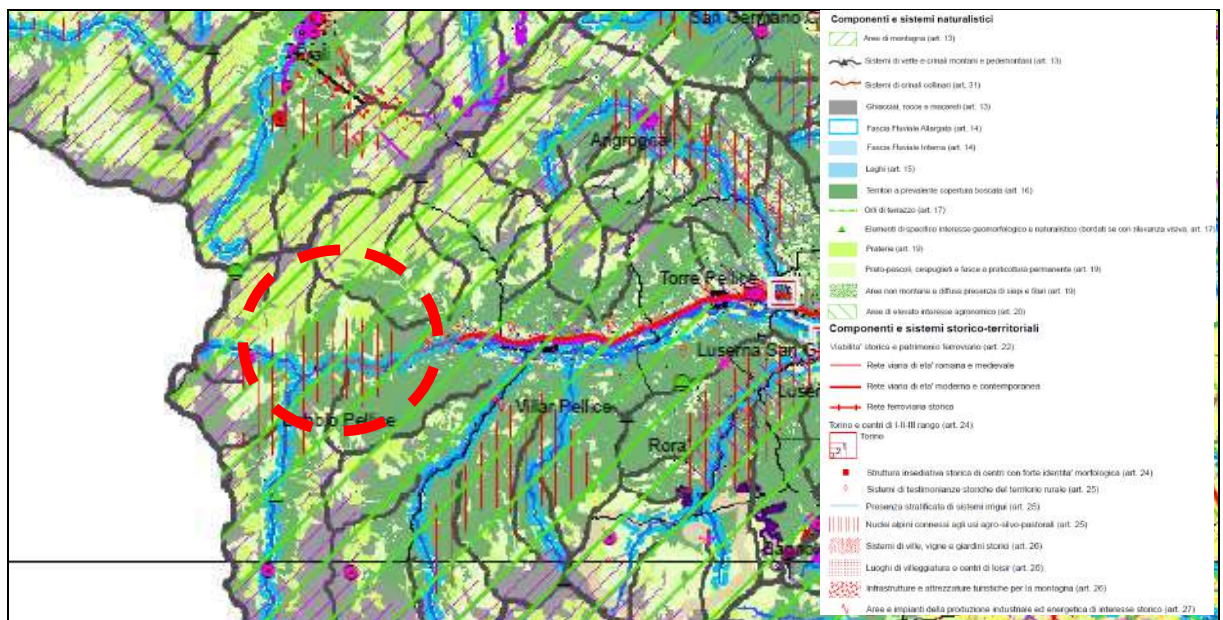 San Germano C
Prali
Angrogna
Torre Pellice
Luserna San G
Luser
Bobbio Pellice
Villar Pellice
Rorà
Bagno
Componenti e sistemi naturalistici
Aree di montagna (art. 13)
Sistemi di vette e crinali montani e pedemontani (art. 13)
Sistemi di crinali collinari (art. 31)
Ghiacciai, rocce e macereti (art. 13)
Fascia Fluviale Allargata (art. 14)
Fascia Fluviale Interna (art. 14)
Laghi (art. 15)
Territori a prevalente copertura boscata (art. 16)
Orli di terrazzo (art. 17)
Elementi di specifico interesse geomorfologico e naturalistico (bordati se con rilevanza visiva, art. 17)
Praterie (art. 19)
Prato-pascoli, cespuglieti e fasce a praticoltura permanente (art. 19)
Aree non montane a diffusa presenza di siepi e filari (art. 19)
Aree di elevato interesse agronomico (art. 20)
Componenti e sistemi storico-territoriali
Viabilita' storica e patrimonio ferroviario (art. 22):
Rete viaria di eta' romana e medievale
Rete viaria di eta' moderna e contemporanea
Rete ferroviaria storica
Torino e centri di I-II-III rango (art. 24)
Torino
Struttura insediativa storica di centri con forte identita' morfologica (art. 24)
Sistemi di testimonianze storiche del territorio rurale (art. 25)
Presenza stratificata di sistemi irrigui (art. 25)
Nuclei alpini connessi agli usi agro-silvo-pastorali (art. 25)
Sistemi di ville, vigne e giardini storici (art. 26)
Luoghi di villeggiatura e centri di loisir (art. 26)
Infrastrutture e attrezzature turistiche per la montagna (art. 26)
Aree e impianti della produzione industriale ed energetica di interesse storico (art. 27)